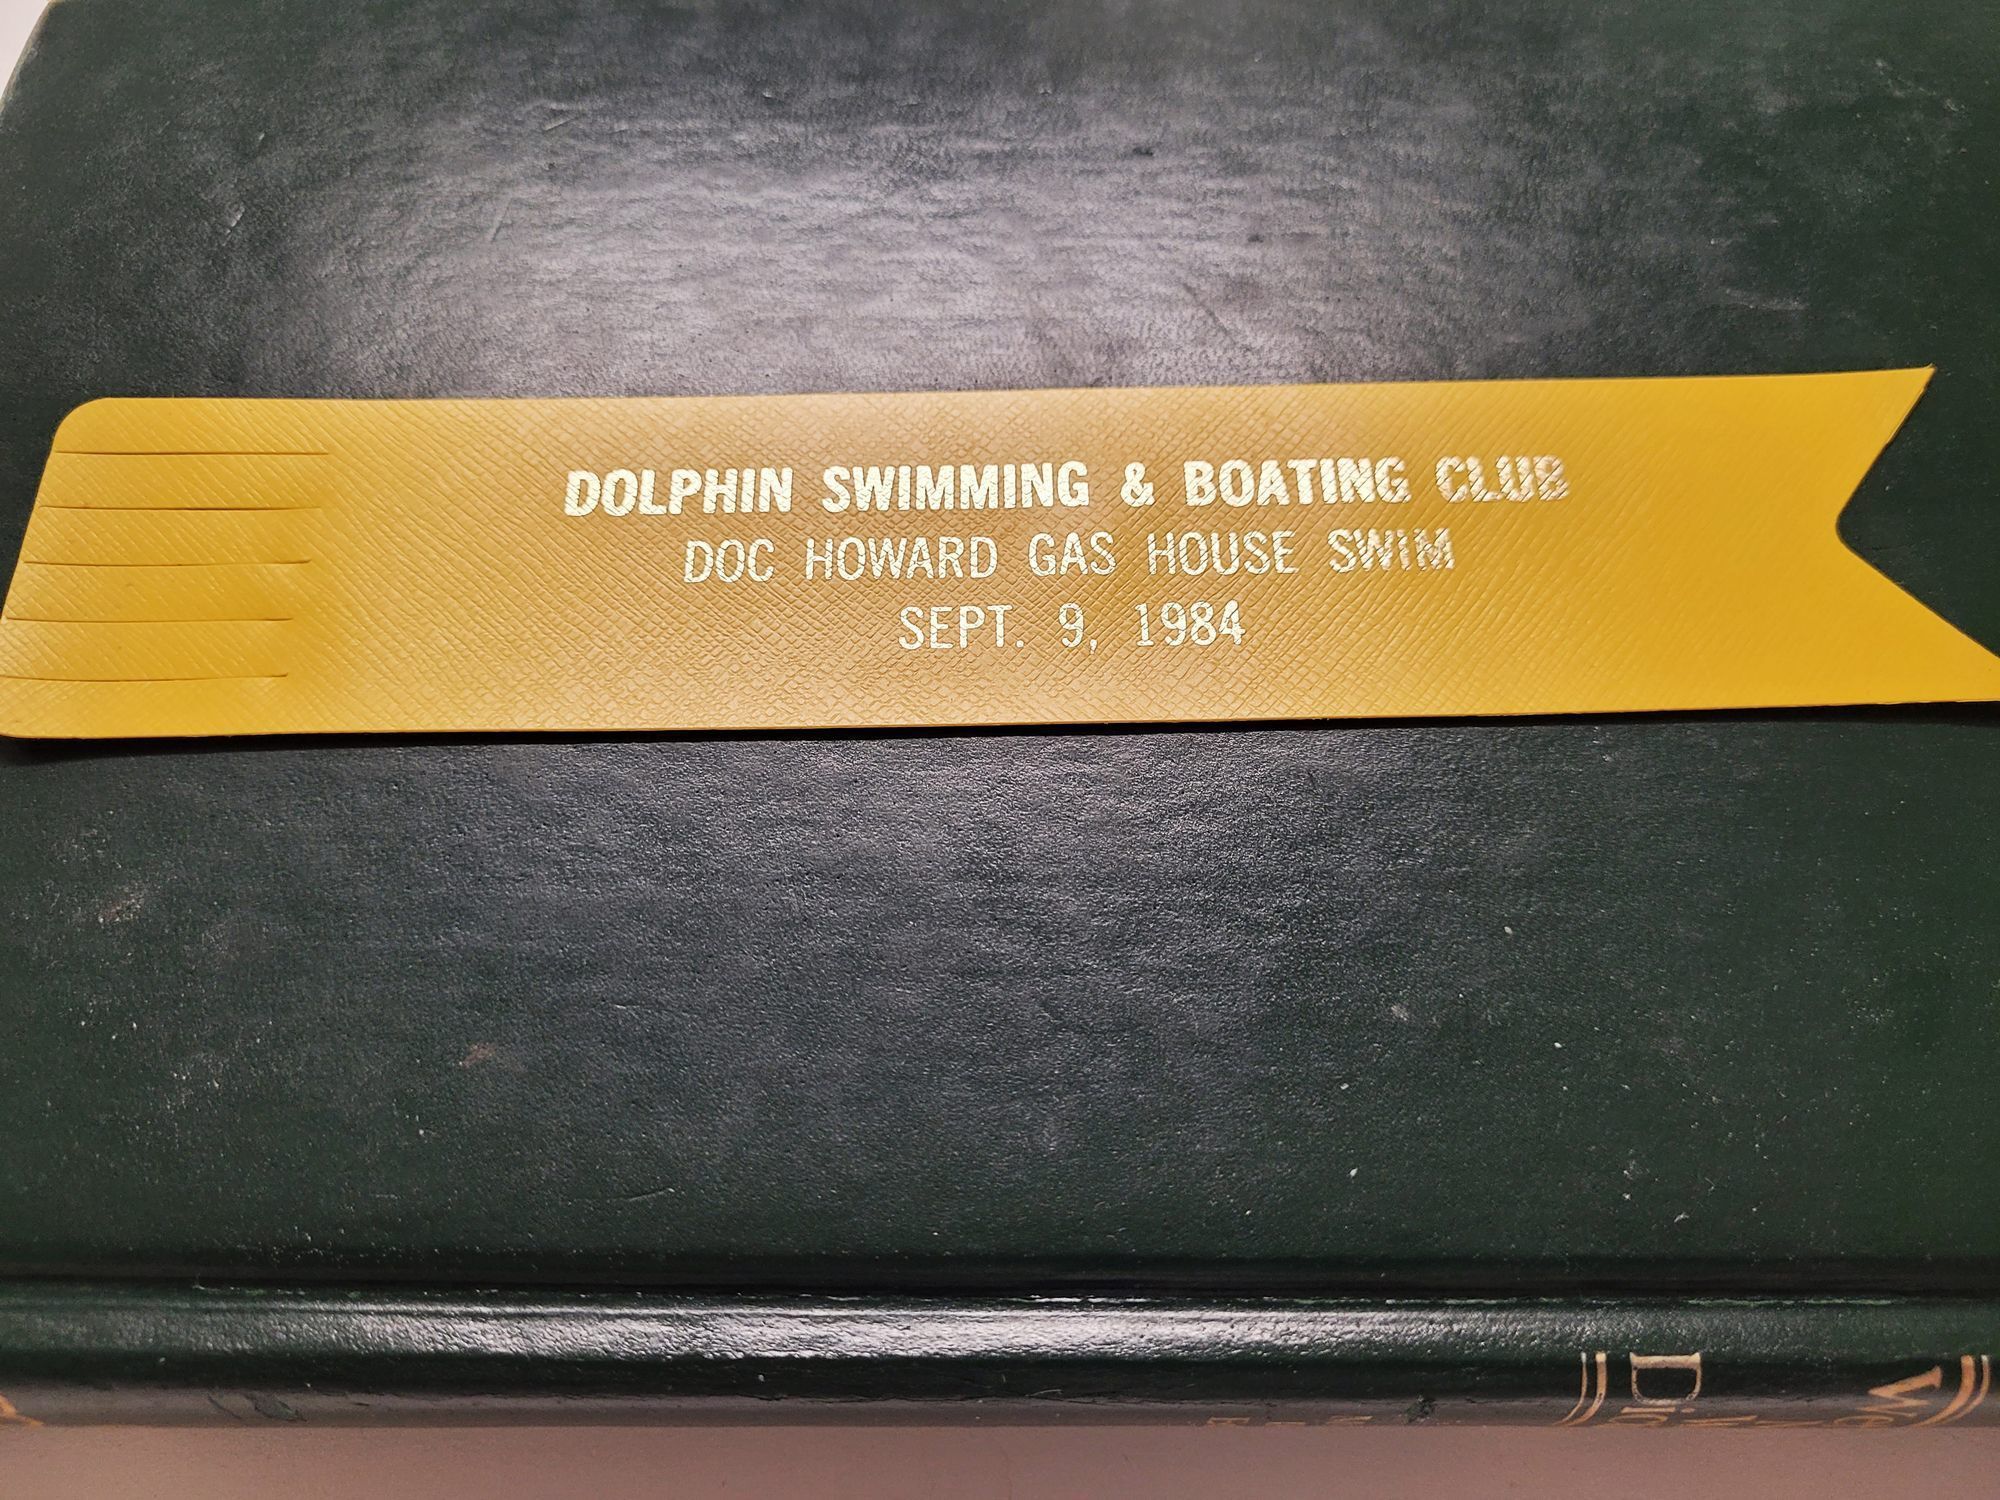 DOLPHIN SWIMMING & BOATING CLUB
DOC HOWARD GAS HOUSE SWIM
SEPT. 9, 1984